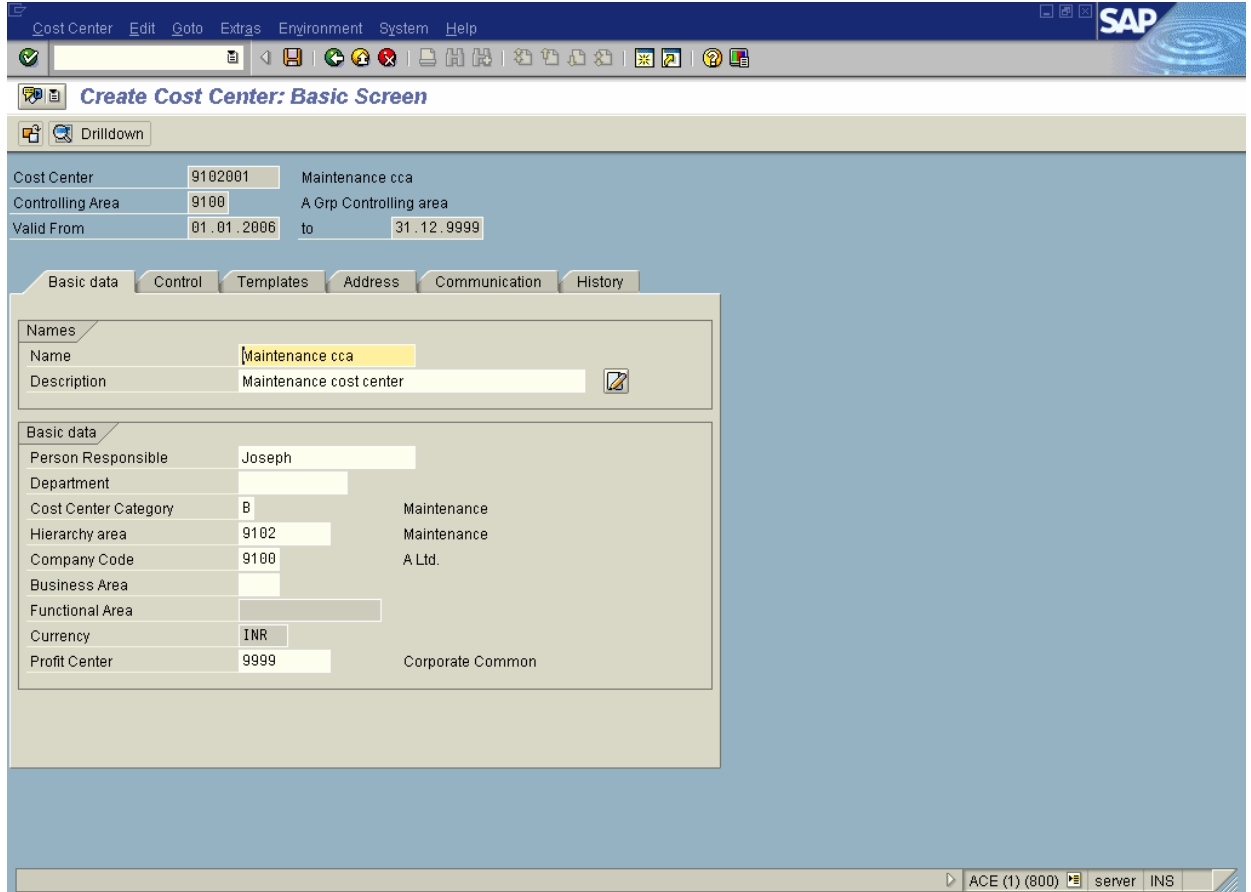 Cost Center Edit Goto Extras Environment System Help
SAP
Create Cost Center: Basic Screen
Drilldown
Cost Center 9102001 Maintenance cca
Controlling Area 9100 A Grp Controlling area
Valid From 01.01.2006 to 31.12.9999
Basic data Control Templates Address Communication History
Names
Name Maintenance cca
Description Maintenance cost center
Basic data
Person Responsible Joseph
Department
Cost Center Category B Maintenance
Hierarchy area 9102 Maintenance
Company Code 9100 A Ltd.
Business Area
Functional Area
Currency INR
Profit Center 9999 Corporate Common
ACE (1) (800) server INS